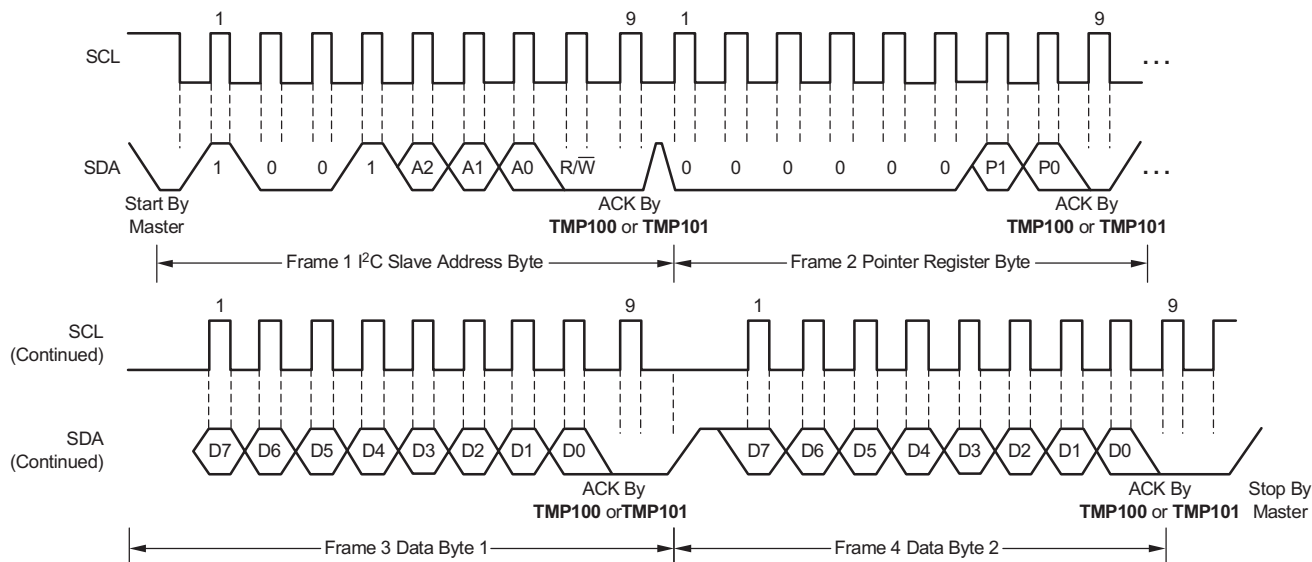 1 9 1 9
SCL ...
SDA 1 0 0 1 A2 A1 A0 R/W̅ 0 0 0 0 0 0 P1 P0 ...
Start By Master
ACK By TMP100 or TMP101
ACK By TMP100 or TMP101
Frame 1 I²C Slave Address Byte
Frame 2 Pointer Register Byte
1 9 1 9
SCL (Continued)
SDA (Continued) D7 D6 D5 D4 D3 D2 D1 D0 D7 D6 D5 D4 D3 D2 D1 D0
ACK By TMP100 orTMP101
ACK By TMP100 or TMP101
Stop By Master
Frame 3 Data Byte 1
Frame 4 Data Byte 2